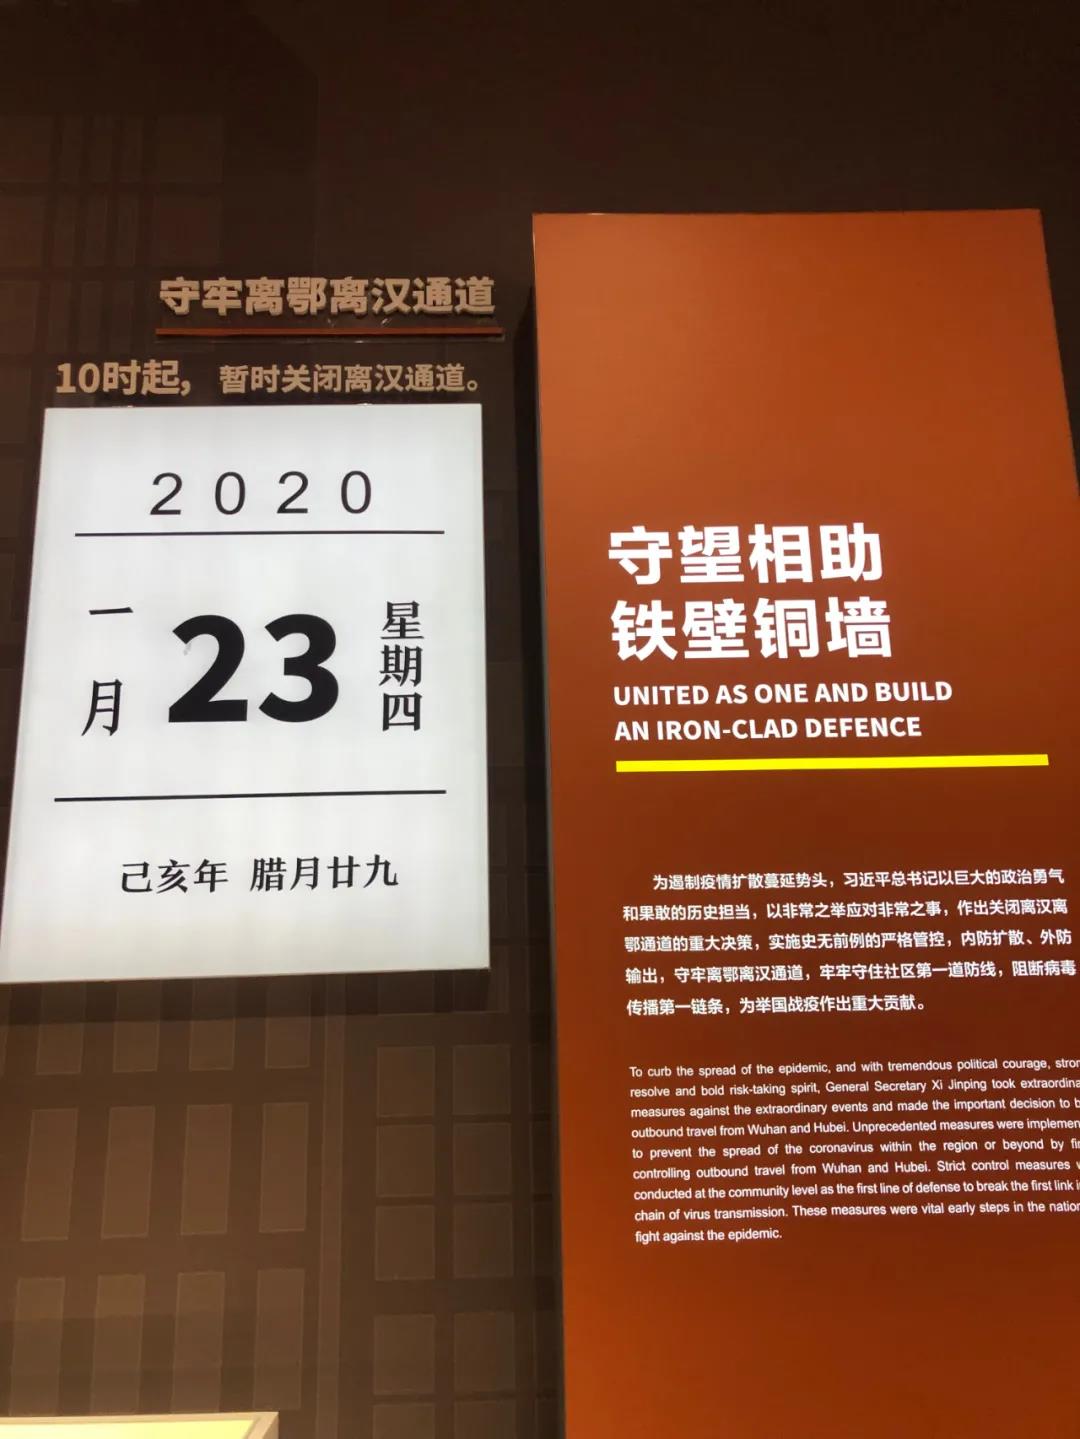 守牢离鄂离汉通道
10时起，暂时关闭离汉通道。
2020
一月
23
星期四
己亥年 腊月廿九
守望相助
铁壁铜墙
UNITED AS ONE AND BUILD
AN IRON-CLAD DEFENCE
为遏制疫情扩散蔓延势头，习近平总书记以巨大的政治勇气
和果敢的历史担当，以非常之举应对非常之事，作出关闭离汉离
鄂通道的重大决策，实施史无前例的严格管控，内防扩散、外防
输出，守牢离鄂离汉通道，牢牢守住社区第一道防线，阻断病毒
传播第一链条，为举国战疫作出重大贡献。
To curb the spread of the epidemic, and with tremendous political courage,
resolve and bold risk-taking spirit, General Secretary Xi Jinping took
measures against the extraordinary events and made the important decision to
outbound travel from Wuhan and Hubei. Unprecedented measures were
to prevent the spread of the coronavirus within the region or beyond by
controlling outbound travel from Wuhan and Hubei. Strict control measures
conducted at the community level as the first line of defense to break the first link
chain of virus transmission. These measures were vital early steps in the
fight against the epidemic.